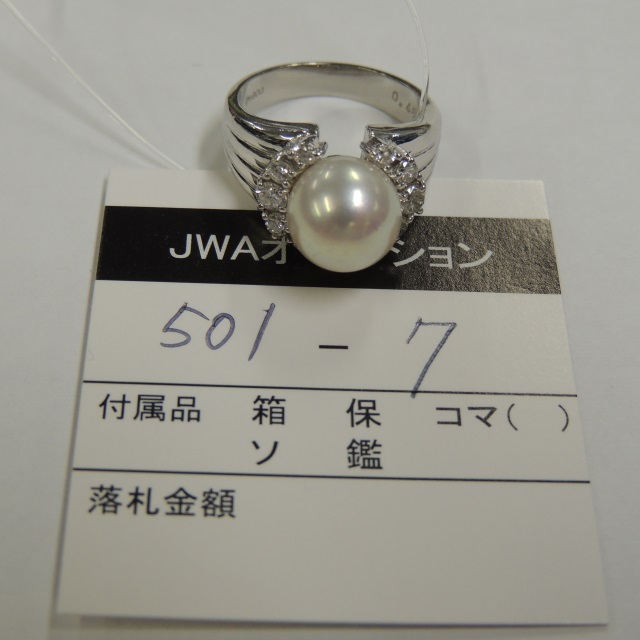 JWAオ ション
501 - 7
付属品 箱 保 コマ( )
ソ 鑑
落札金額